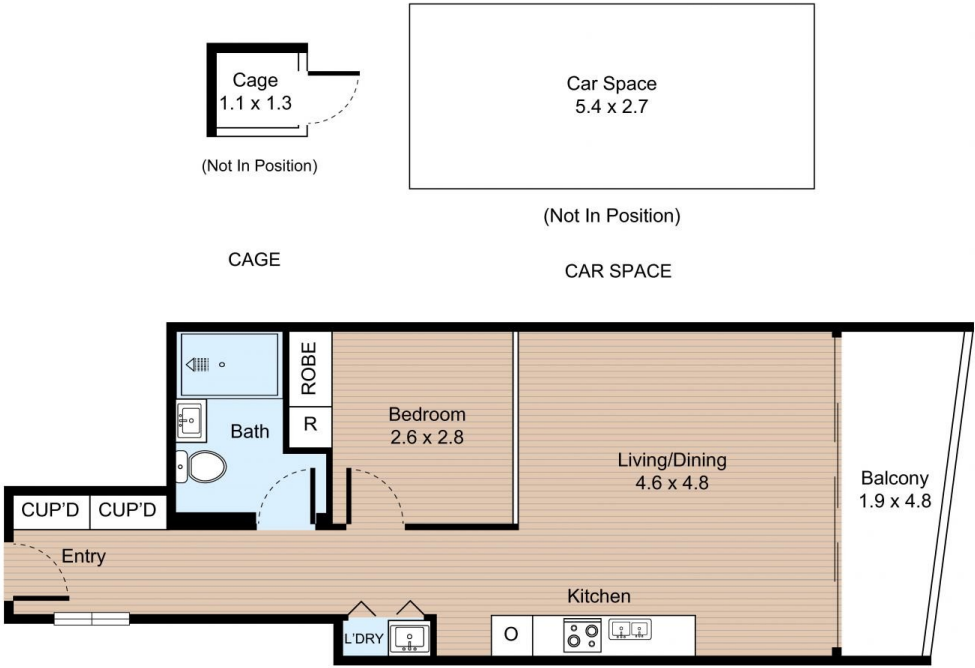 Cage
1.1 x 1.3
(Not In Position)
CAGE
Car Space
5.4 x 2.7
(Not In Position)
CAR SPACE
ROBE
R
Bath
Bedroom
2.6 x 2.8
Living/Dining
4.6 x 4.8
Balcony
1.9 x 4.8
CUP'D CUP'D
Entry
Kitchen
L'DRY
O